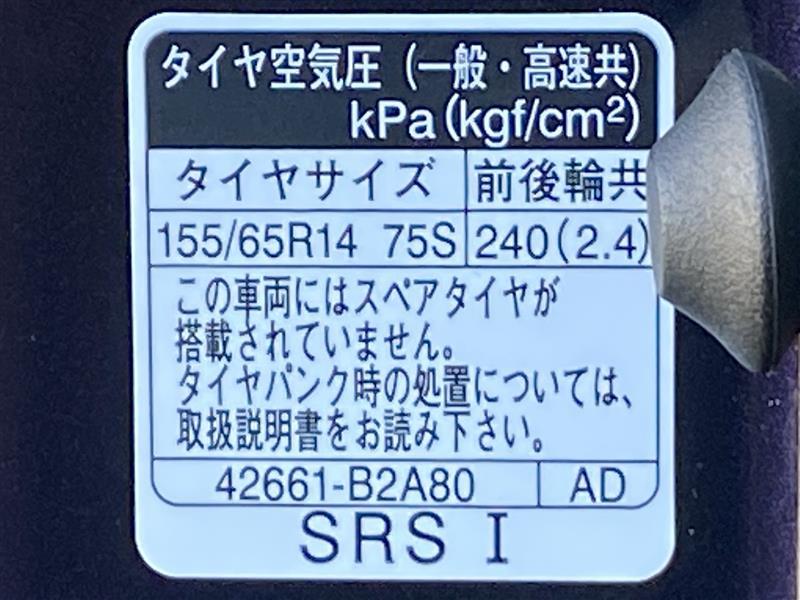 タイヤ空気圧（一般・高速共）
kPa(kgf/cm²)
タイヤサイズ 前後輪共
155/65R14 75S 240(2.4)
この車両にはスペアタイヤが
搭載されていません。
タイヤパンク時の処置については、
取扱説明書をお読み下さい。
42661-B2A80 AD
SRS I